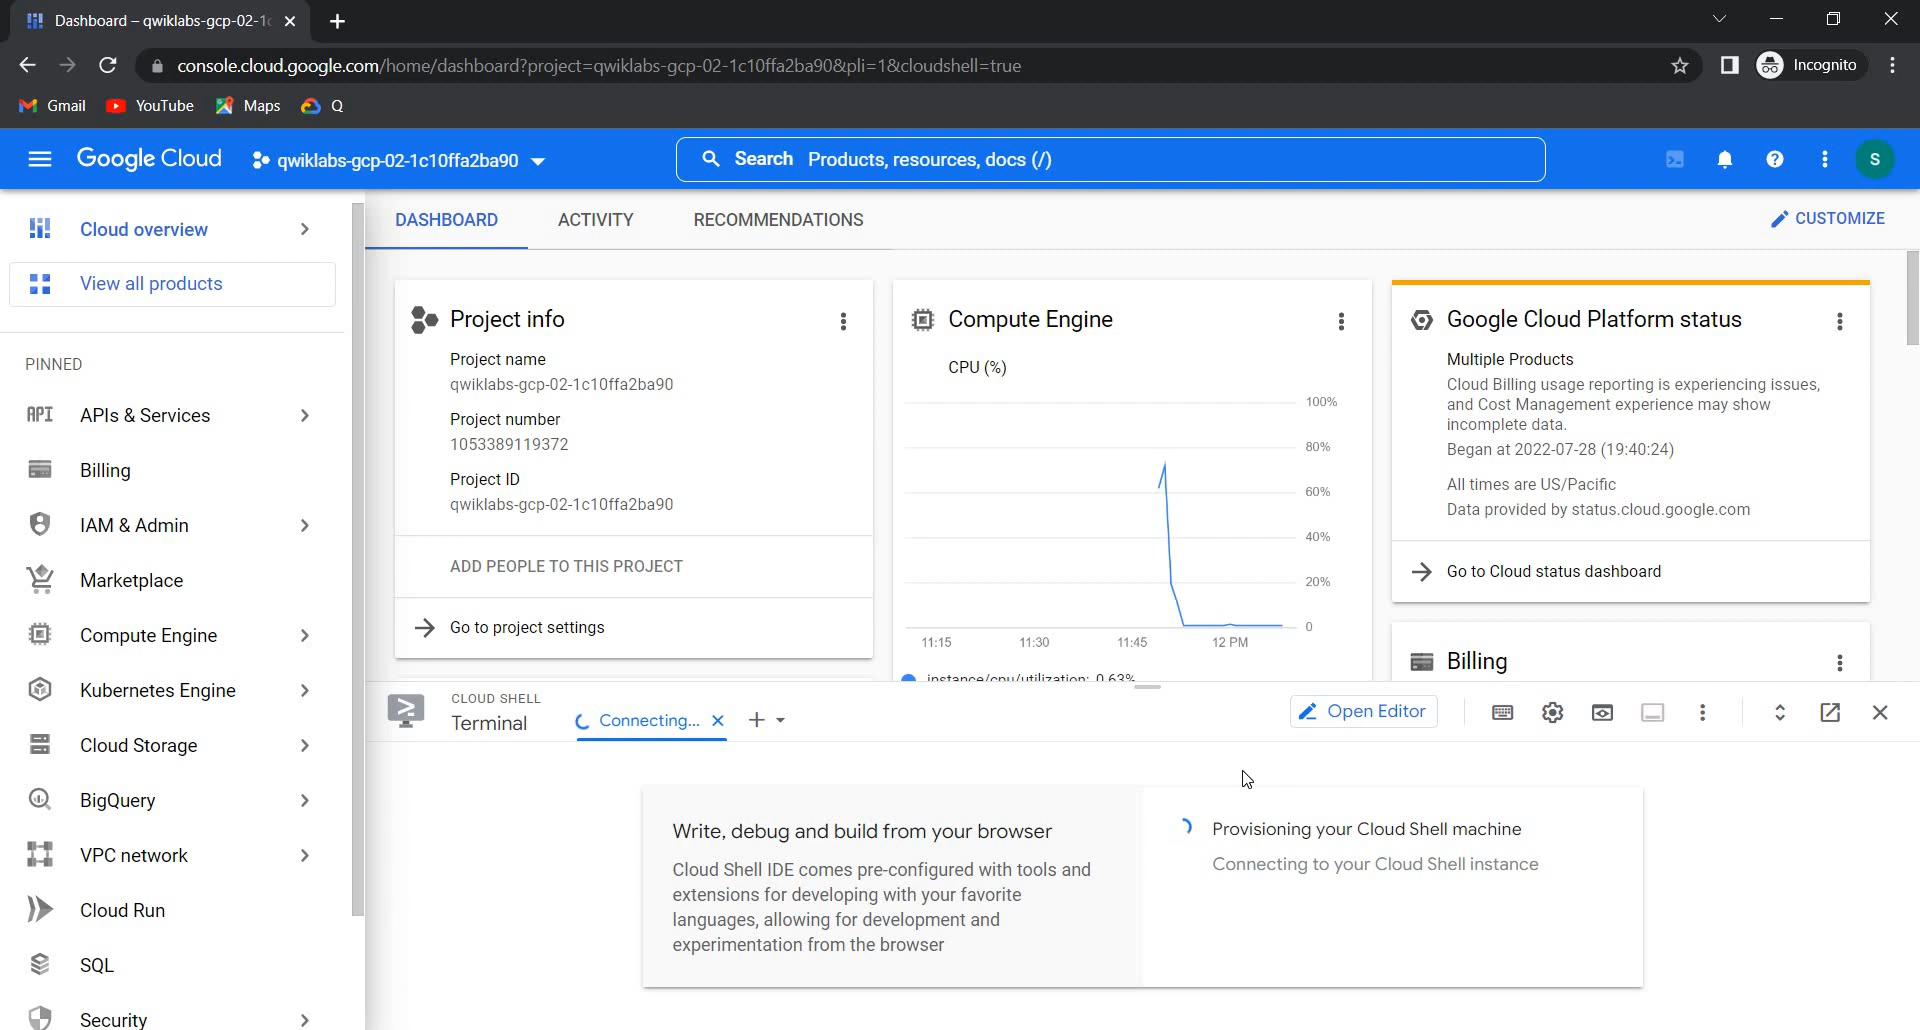 Dashboard – qwiklabs-gcp-02-1c
console.cloud.google.com/home/dashboard?project=qwiklabs-gcp-02-1c10ffa2ba90&pli=1&cloudshell=true
Incognito
Gmail
YouTube
Maps
Q
Google Cloud
qwiklabs-gcp-02-1c10ffa2ba90
Search Products, resources, docs (/)
S
Cloud overview
View all products
PINNED
API APIs & Services
Billing
IAM & Admin
Marketplace
Compute Engine
Kubernetes Engine
Cloud Storage
BigQuery
VPC network
Cloud Run
SQL
Security
DASHBOARD
ACTIVITY
RECOMMENDATIONS
CUSTOMIZE
Project info
Project name
qwiklabs-gcp-02-1c10ffa2ba90
Project number
1053389119372
Project ID
qwiklabs-gcp-02-1c10ffa2ba90
ADD PEOPLE TO THIS PROJECT
Go to project settings
Compute Engine
CPU (%)
100%
80%
60%
40%
20%
0
11:15
11:30
11:45
12 PM
instance/cpu/utilization: 0.63%
Google Cloud Platform status
Multiple Products
Cloud Billing usage reporting is experiencing issues,
and Cost Management experience may show
incomplete data.
Began at 2022-07-28 (19:40:24)
All times are US/Pacific
Data provided by status.cloud.google.com
Go to Cloud status dashboard
Billing
CLOUD SHELL
Terminal
Connecting...
Open Editor
Write, debug and build from your browser
Cloud Shell IDE comes pre-configured with tools and
extensions for developing with your favorite
languages, allowing for development and
experimentation from the browser
Provisioning your Cloud Shell machine
Connecting to your Cloud Shell instance